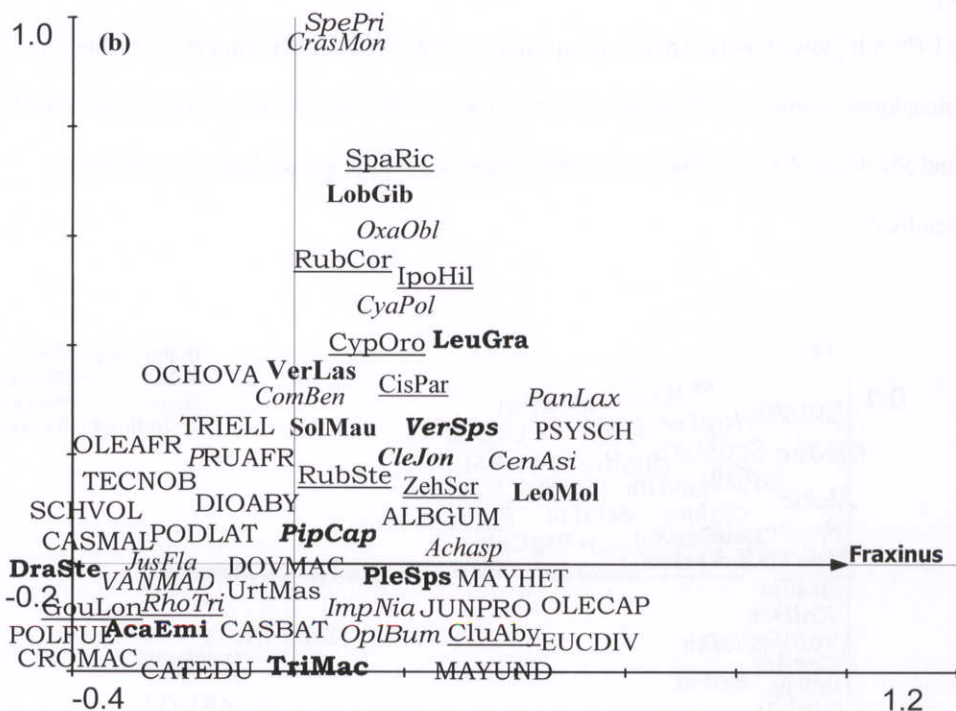 SpePri
1.0 (b) CrasMon
SpaRic
LobGib
OxaObl
RubCor IpoHil
CyaPol
CypOro LeuGra
OCHOVA VerLas CisPar
ComBen PanLax
TRIELL SolMau VerSps PSYSCH
OLEAFR PRUAFR CleJon CenAsi
TECNOB RubSte ZehScr LeoMol
SCHVOL DIOABY ALBGUM
CASMAL PODLAT PipCap Achasp
DraSte JusFla DOVMAC PleSps MAYHET Fraxinus
-0.2 VANMAD UrtMas
GouLon RhoTri ImpNia JUNPRO OLECAP
POLFUL AcaEmi CASBAT OplBum CluAby EUCDIV
CROMAC CATEDU TriMac MAYUND
-0.4 1.2